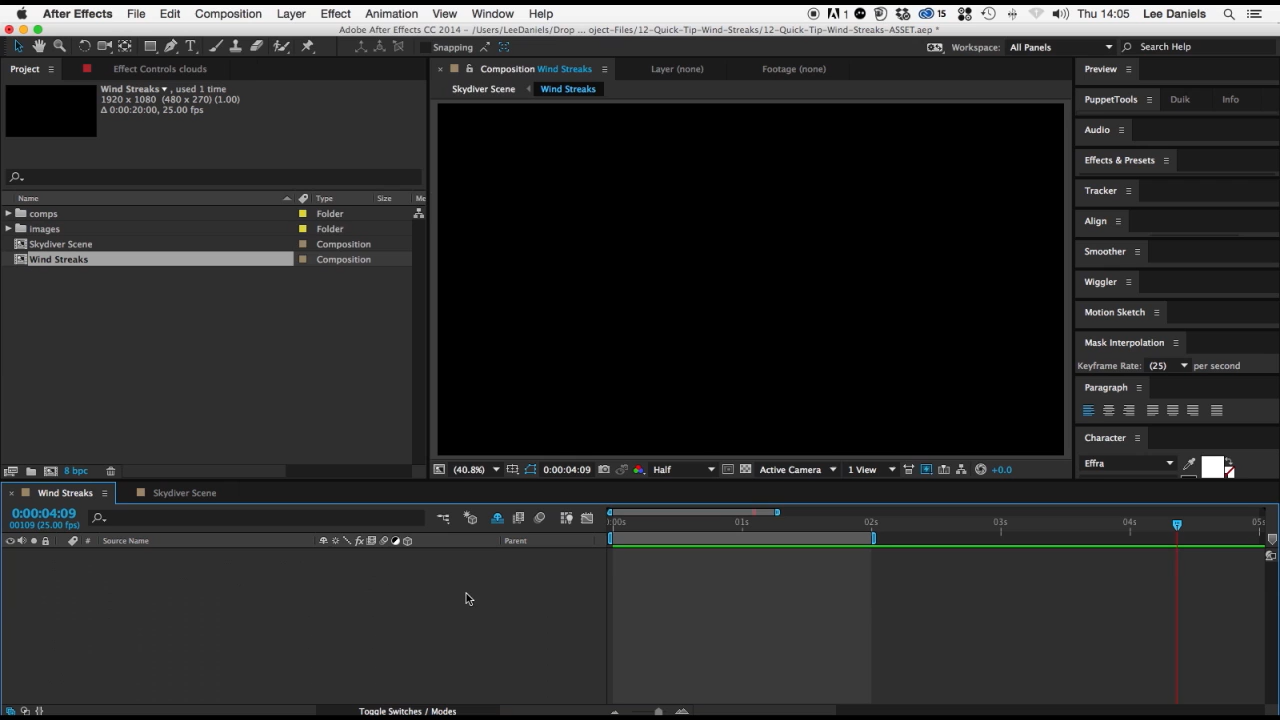 After Effects File Edit Composition Layer Effect Animation View Window Help 1 15 Thu 14:05 Lee Daniels
Adobe After Effects CC 2014 - /Users/LeeDaniels/Drop ... oject-Files/12-Quick-Tip-Wind-Streaks/12-Quick-Tip-Wind-Streaks-ASSET.aep *
Snapping Workspace: All Panels Search Help
Project Effect Controls clouds Composition Wind Streaks Layer (none) Footage (none) Preview
Skydiver Scene Wind Streaks
Wind Streaks , used 1 time
1920 x 1080 (480 x 270) (1.00)
Δ 0:00:20:00, 25.00 fps
PuppetTools Duik Info
Audio
Effects & Presets
Tracker
Align
Smoother
Wiggler
Motion Sketch
Mask Interpolation
Keyframe Rate: (25) per second
Paragraph
Character
Effra
Name Type Size Me
comps Folder
images Folder
Skydiver Scene Composition
Wind Streaks Composition
8 bpc
(40.8%) 0:00:04:09 Half Active Camera 1 View +0.0
Wind Streaks Skydiver Scene
0:00:04:09
00109 (25.00 fps)
:00s 01s 02s 03s 04s 05s
# Source Name Parent
Toggle Switches / Modes